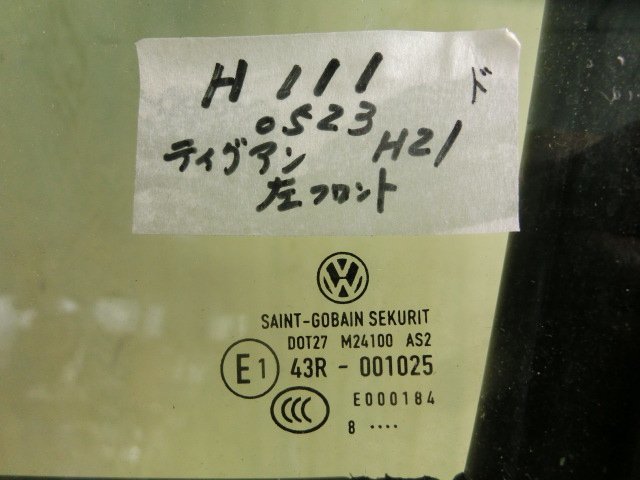 H 111 ド
0523
ティグアン H21
左フロント
SAINT-GOBAIN SEKURIT
DOT27 M24100 AS2
E1 43R - 001025
CCC E000184
8 ....